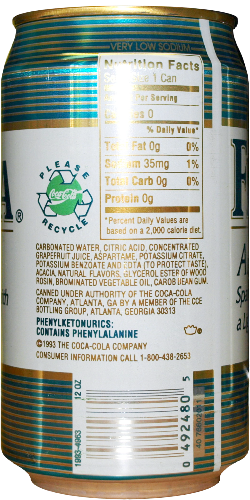 VERY LOW SODIUM
Nutrition Facts
1 Can
Per Serving
0
% Daily Value*
Total Fat 0g 0%
Sodium 35mg 1%
Total Carb 0g 0%
Protein 0g
*Percent Daily Values are
based on a 2,000 calorie diet.
PLEASE
Coca-Cola
RECYCLE
A®
CARBONATED WATER, CITRIC ACID, CONCENTRATED
GRAPEFRUIT JUICE, ASPARTAME, POTASSIUM CITRATE,
POTASSIUM BENZOATE AND EDTA (TO PROTECT TASTE),
ACACIA, NATURAL FLAVORS, GLYCEROL ESTER OF WOOD
ROSIN, BROMINATED VEGETABLE OIL, CAROB BEAN GUM.
CANNED UNDER AUTHORITY OF THE COCA-COLA
COMPANY, ATLANTA, GA BY A MEMBER OF THE CCE
BOTTLING GROUP, ATLANTA, GEORGIA 30313
PHENYLKETONURICS:
CONTAINS PHENYLALANINE
©1993 THE COCA-COLA COMPANY
CONSUMER INFORMATION CALL 1-800-438-2653
1993-4963
12 OZ
0 492480 5